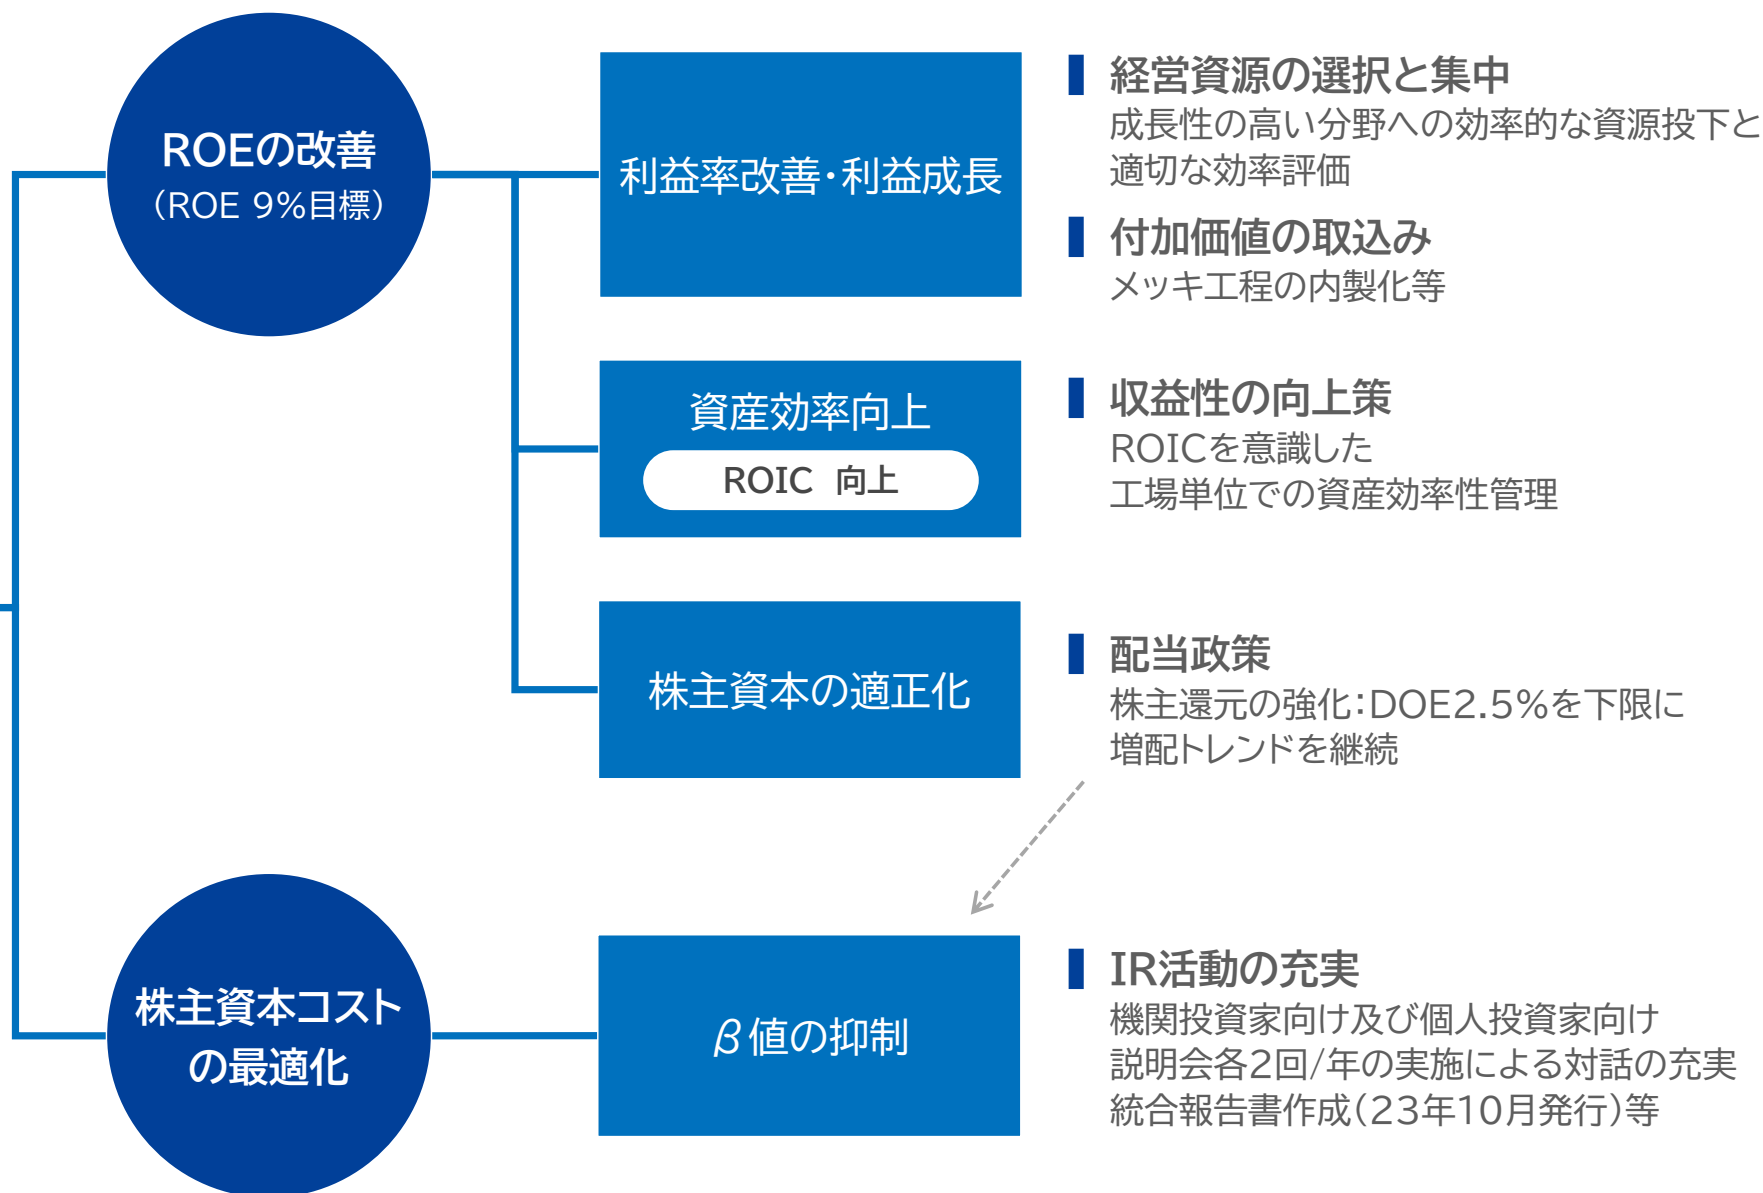 ROEの改善
（ROE 9%目標）
利益率改善・利益成長
経営資源の選択と集中
成長性の高い分野への効率的な資源投下と
適切な効率評価
付加価値の取込み
メッキ工程の内製化等
資産効率向上
ROIC 向上
収益性の向上策
ROICを意識した
工場単位での資産効率性管理
株主資本の適正化
配当政策
株主還元の強化：DOE2.5%を下限に
増配トレンドを継続
株主資本コスト
の最適化
β値の抑制
IR活動の充実
機関投資家向け及び個人投資家向け
説明会各2回/年の実施による対話の充実
統合報告書作成（23年10月発行）等